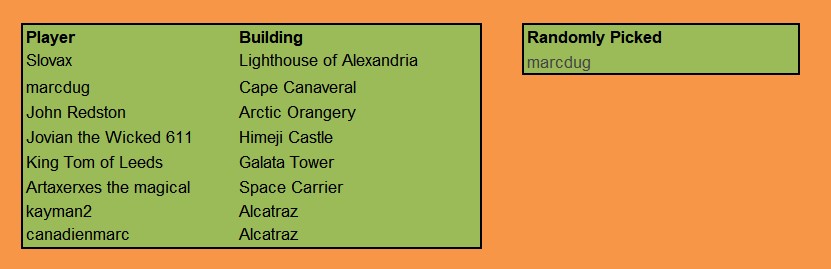 Player Building
Slovax Lighthouse of Alexandria
marcdug Cape Canaveral
John Redston Arctic Orangery
Jovian the Wicked 611 Himeji Castle
King Tom of Leeds Galata Tower
Artaxerxes the magical Space Carrier
kayman2 Alcatraz
canadienmarc Alcatraz
Randomly Picked
marcdug